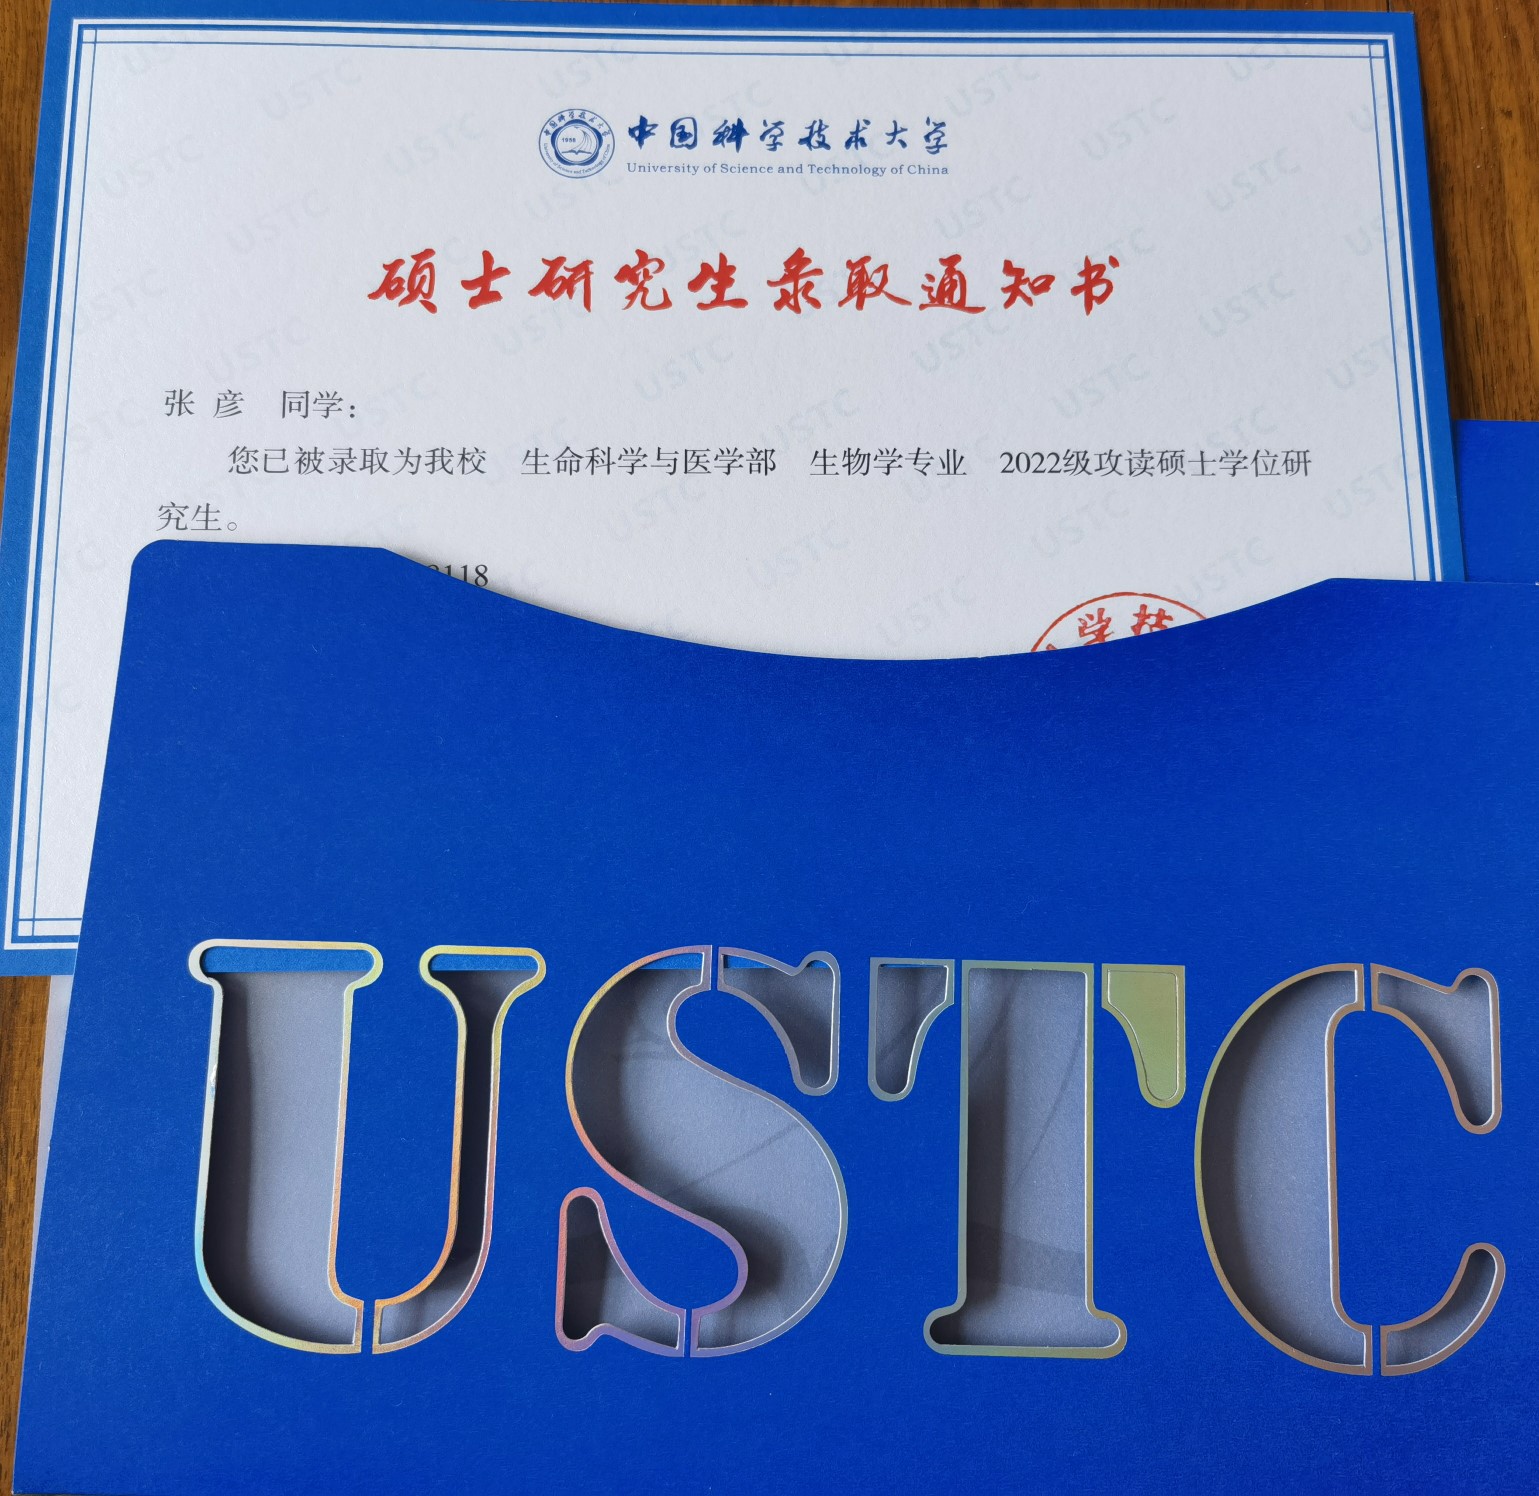 中国科学技术大学
University of Science and Technology of China
硕士研究生录取通知书
张 彦 同学：
您已被录取为我校 生命科学与医学部 生物学专业 2022级攻读硕士学位研
究生。
118
学技
USTC